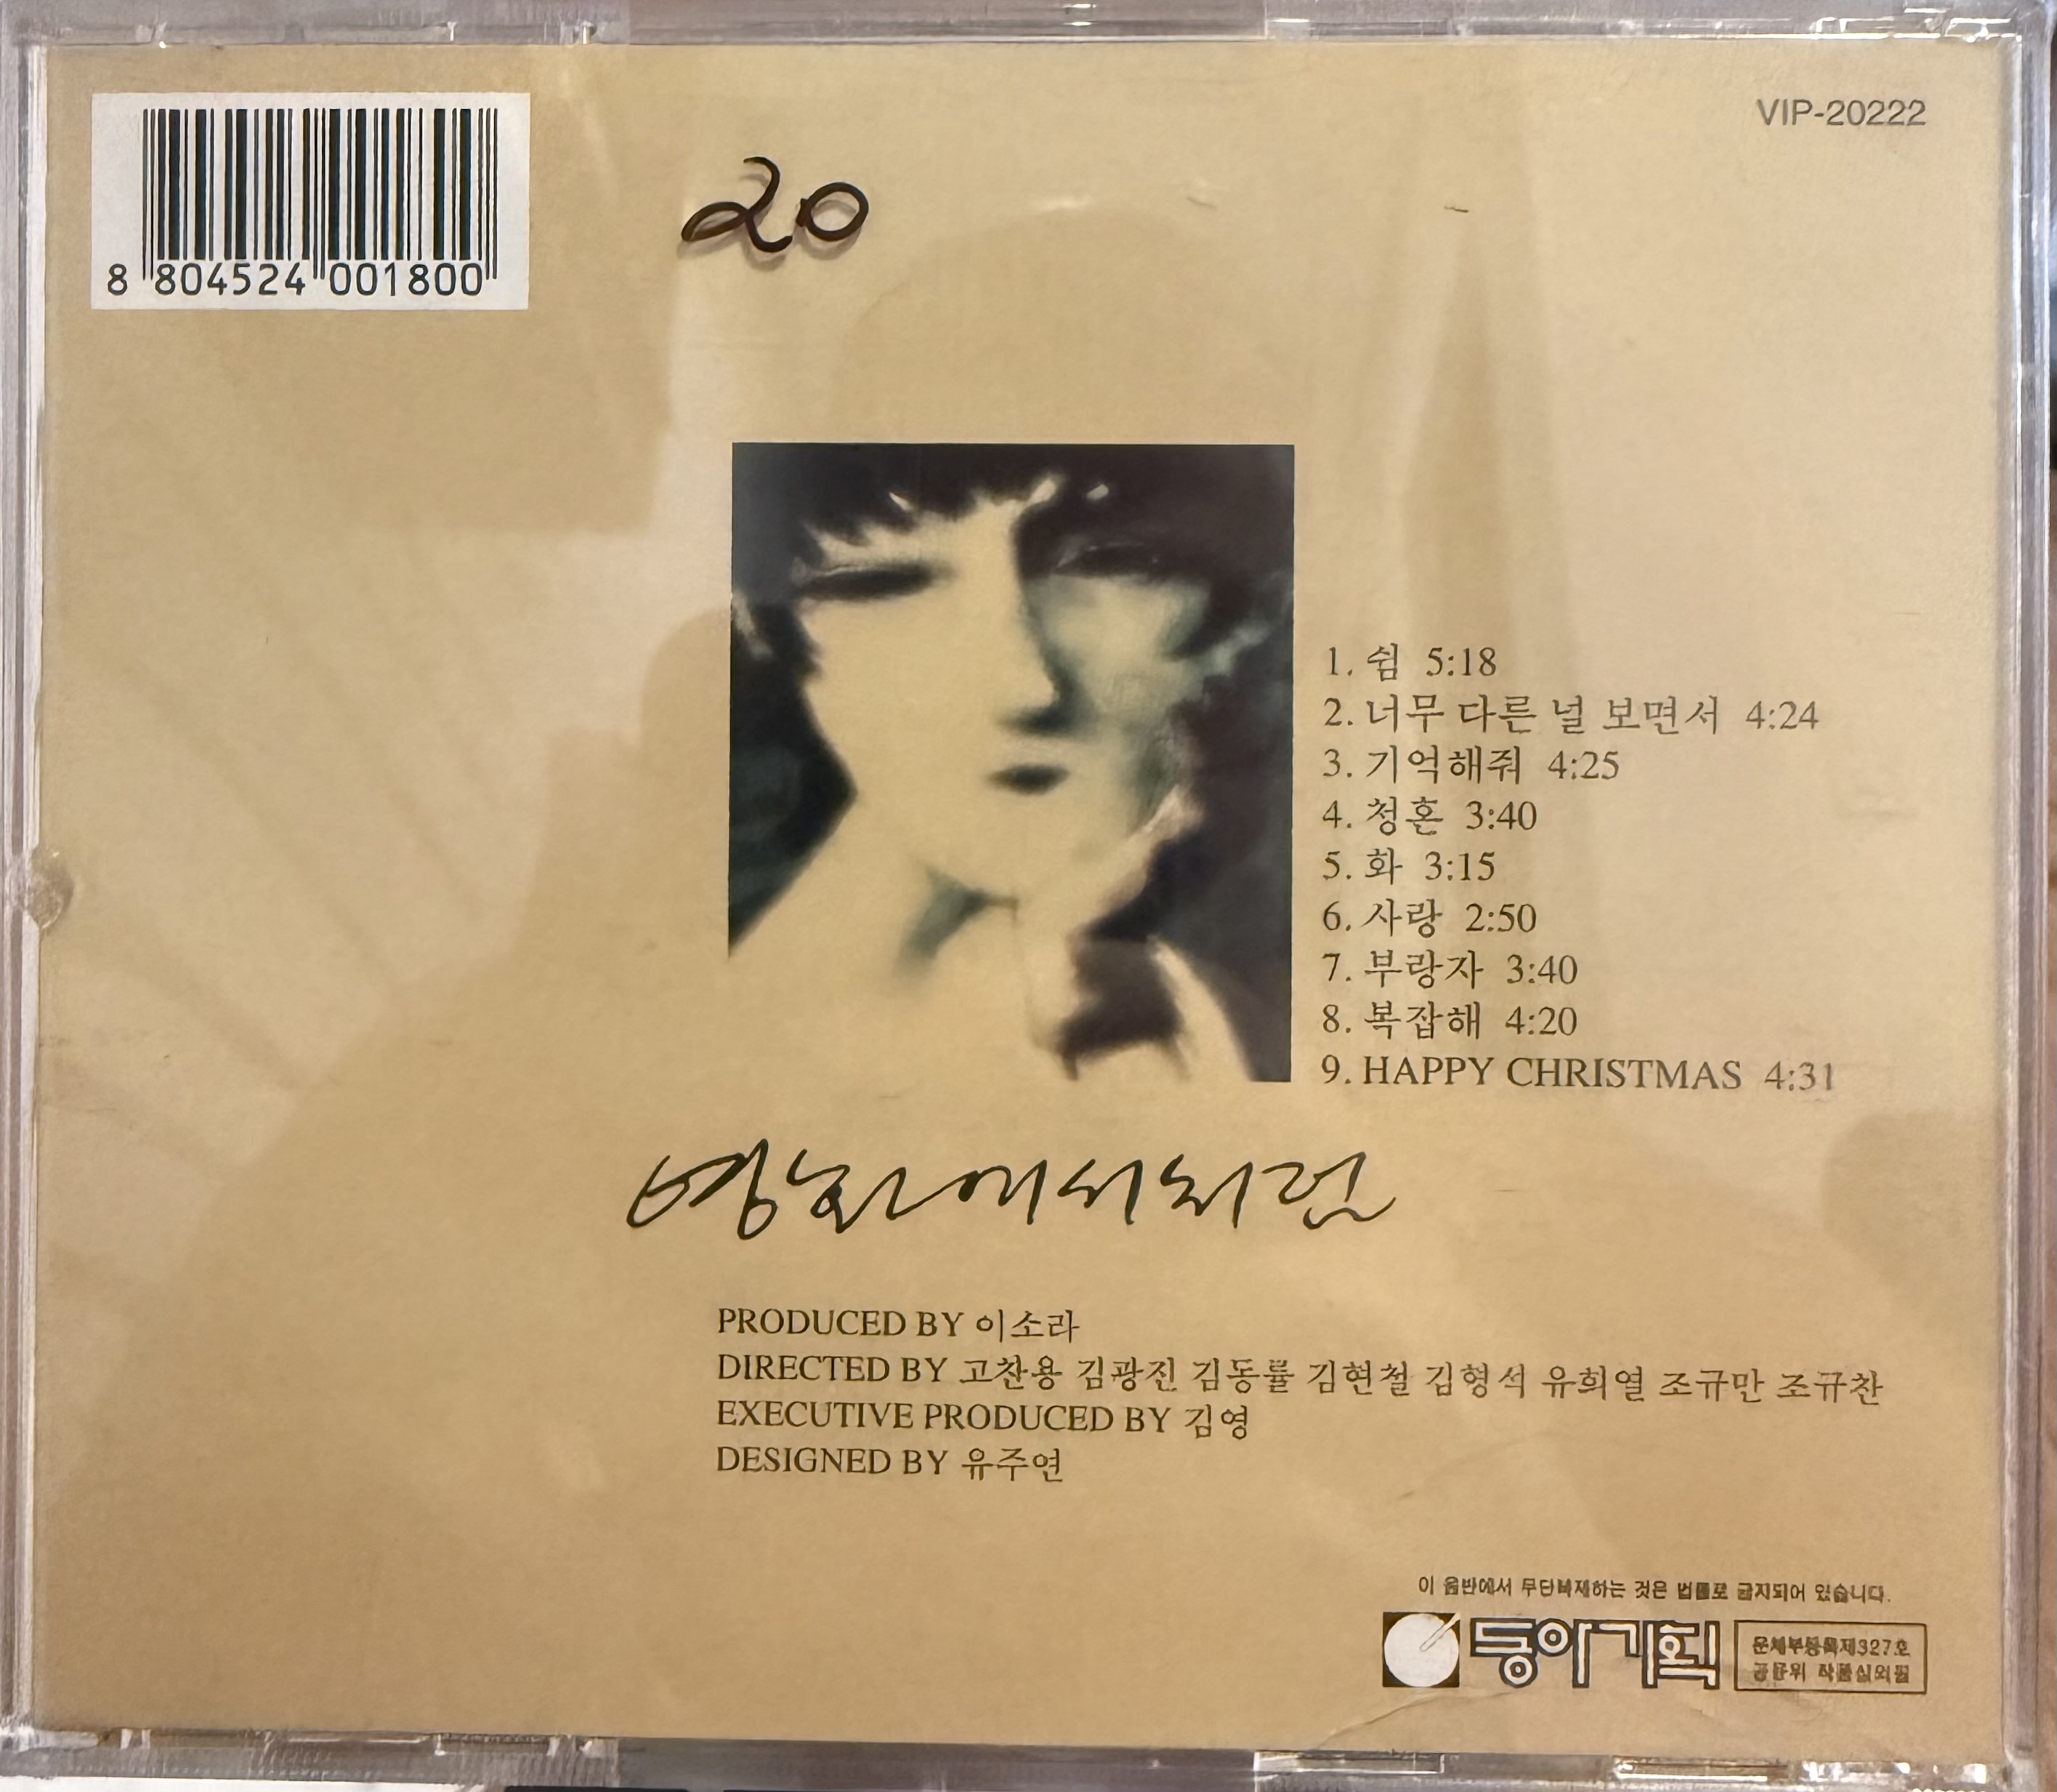 VIP-20222
8 804524 001800
20
1. 쉼 5:18
2. 너무 다른 널 보면서 4:24
3. 기억해줘 4:25
4. 청혼 3:40
5. 화 3:15
6. 사랑 2:50
7. 부랑자 3:40
8. 복잡해 4:20
9. HAPPY CHRISTMAS 4:31
영화에서처럼
PRODUCED BY 이소라
DIRECTED BY 고찬용 김광진 김동률 김현철 김형석 유희열 조규만 조규찬
EXECUTIVE PRODUCED BY 김영
DESIGNED BY 유주연
이 음반에서 무단복제하는 것은 법률로 금지되어 있습니다.
동아기획
문체부등록제327호
공륜위 작품심의필